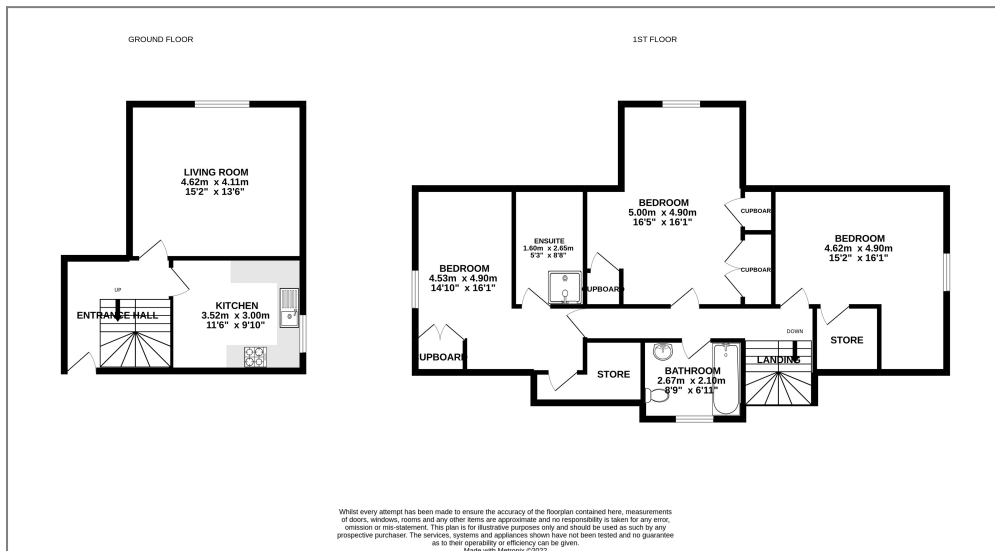 GROUND FLOOR
1ST FLOOR
LIVING ROOM
4.62m x 4.11m
15'2" x 13'6"
UP
ENTRANCE HALL
KITCHEN
3.52m x 3.00m
11'6" x 9'10"
BEDROOM
4.53m x 4.90m
14'10" x 16'1"
UPBOARD
ENSUITE
1.60m x 2.65m
5'3" x 8'8"
BEDROOM
5.00m x 4.90m
16'5" x 16'1"
CUPBOARD
CUPBOAR
CUPBOAR
BEDROOM
4.62m x 4.90m
15'2" x 16'1"
STORE
BATHROOM
2.67m x 2.10m
8'9" x 6'11"
DOWN
LANDING
STORE
Whilst every attempt has been made to ensure the accuracy of the floorplan contained here, measurements
of doors, windows, rooms and any other items are approximate and no responsibility is taken for any error,
omission or mis-statement. This plan is for illustrative purposes only and should be used as such by any
prospective purchaser. The services, systems and appliances shown have not been tested and no guarantee
as to their operability or efficiency can be given.
Made with Metropix ©2022